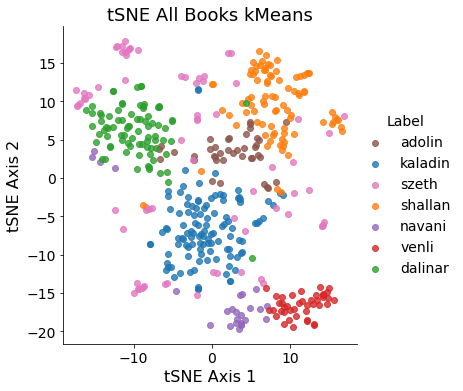 tSNE All Books kMeans
15
10
5
0
−5
−10
−15
−20
tSNE Axis 2
−10
0
10
tSNE Axis 1
Label
adolin
kaladin
szeth
shallan
navani
venli
dalinar